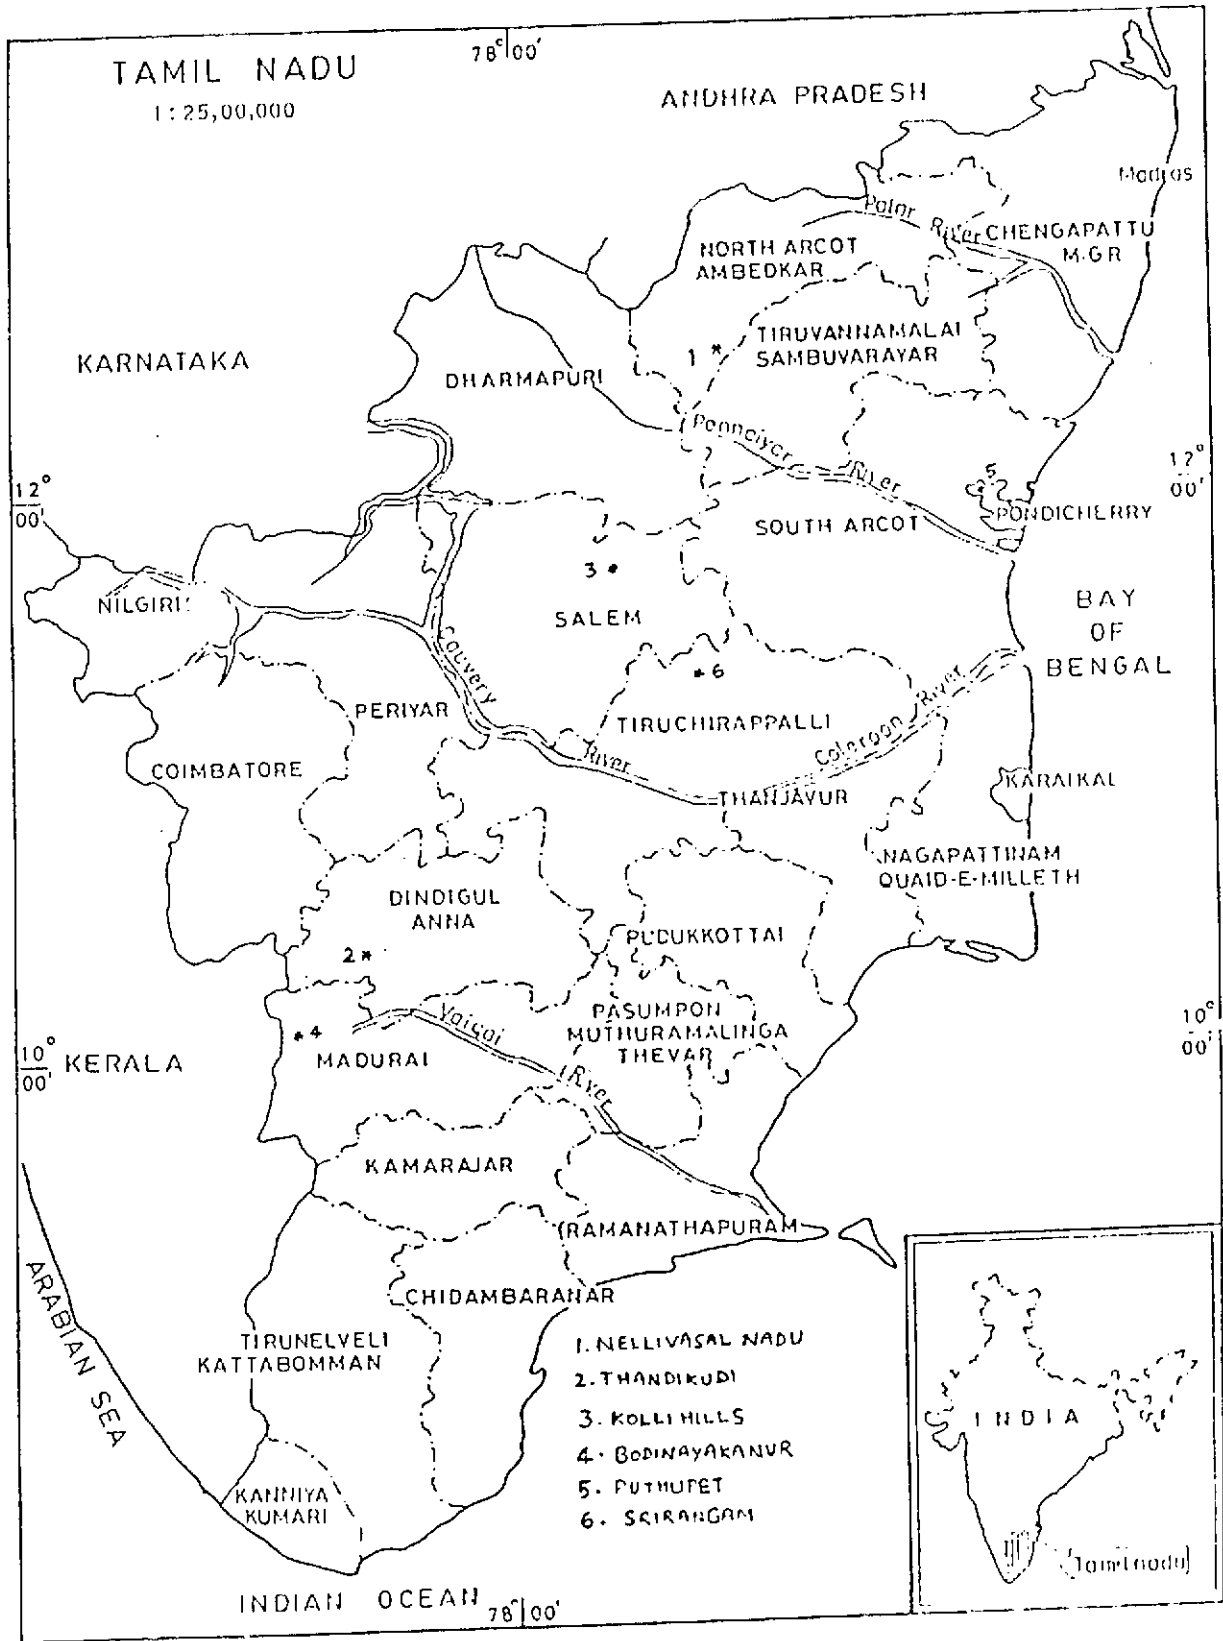 TAMIL NADU
1:25,00,000
78°00'
ANDHRA PRADESH
Madras
Palar River
CHENGAPATTU
M.GR
NORTH ARCOT
AMBEDKAR
TIRUVANNAMALAI
SAMBUVARAYAR
1
KARNATAKA
DHARMAPURI
Ponnaiyar River
12°
00'
12°
00'
5
PONDICHERRY
SOUTH ARCOT
3
NILGIRIS
SALEM
BAY
OF
BENGAL
Cauvery River
6
PERIYAR
TIRUCHIRAPPALLI
Coleroon River
COIMBATORE
THANJAVUR
KARAIKAL
NAGAPATTINAM
QUAID-E-MILLETH
DINDIGUL
ANNA
PUDUKKOTTAI
2
PASUMPON
MUTHURAMALINGA
THEVAR
Vaigai River
4
10°
00'
10°
00'
KERALA
MADURAI
KAMARAJAR
RAMANATHAPURAM
ARABIAN SEA
CHIDAMBARANAR
TIRUNELVELI
KATTABOMMAN
1. NELLIVASAL NADU
2. THANDIKUDI
3. KOLLI HILLS
4. BODINAYAKANUR
5. PUTHUPET
6. SRIRANGAM
KANNIYA
KUMARI
INDIA
(Tamilnadu)
INDIAN OCEAN
78°00'